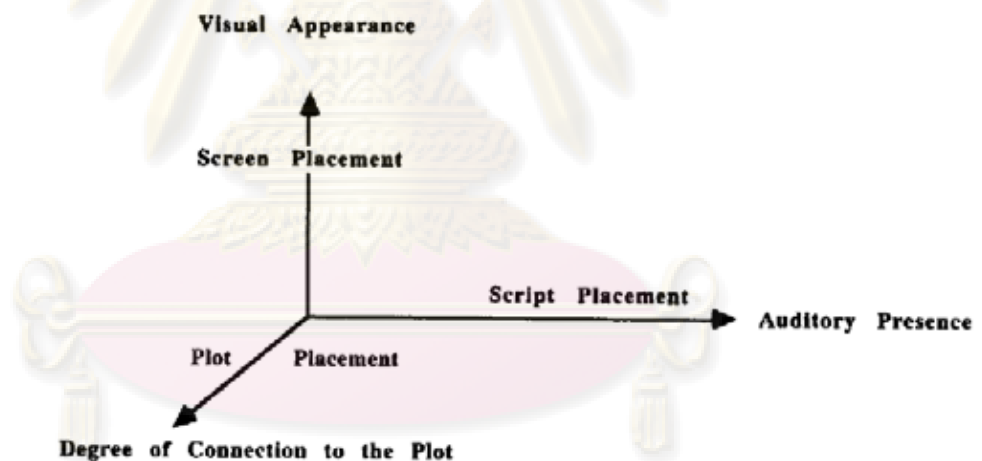 Visual Appearance
Screen Placement
Script Placement
Auditory Presence
Plot Placement
Degree of Connection to the Plot